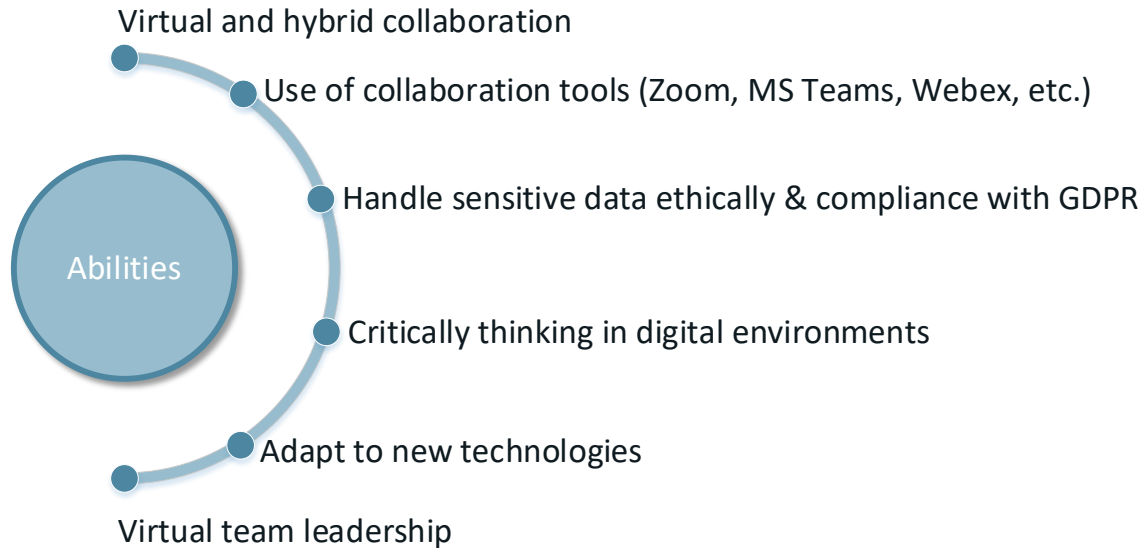 Virtual and hybrid collaboration
Use of collaboration tools (Zoom, MS Teams, Webex, etc.)
Handle sensitive data ethically & compliance with GDPR
Abilities
Critically thinking in digital environments
Adapt to new technologies
Virtual team leadership